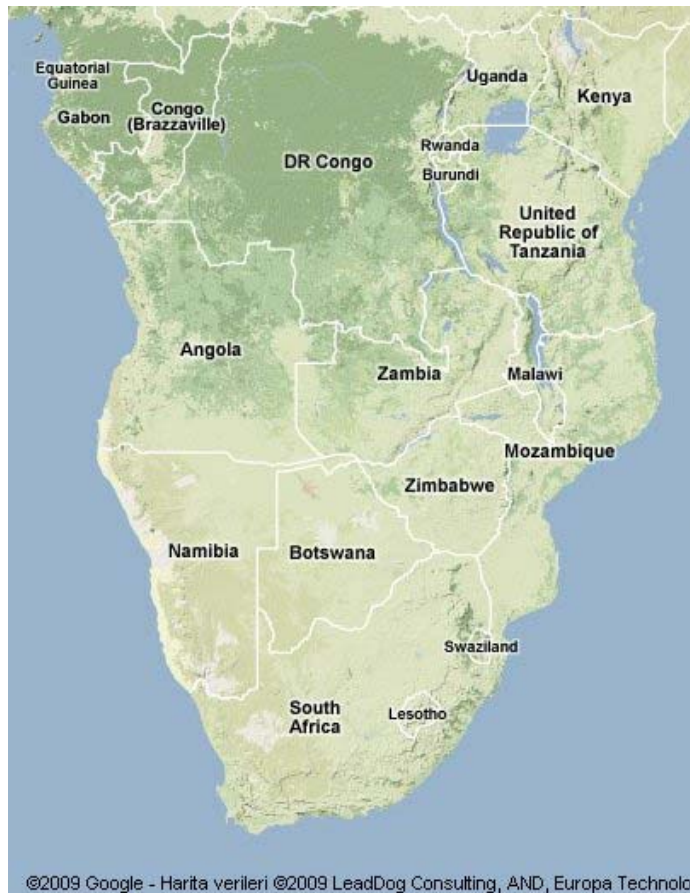 Uganda
Equatorial
Guinea
Kenya
Gabon
Congo
(Brazzaville)
Rwanda
DR Congo
Burundi
United
Republic of
Tanzania
Angola
Zambia
Malawi
Mozambique
Zimbabwe
Namibia
Botswana
Swaziland
South
Africa
Lesotho
©2009 Google - Harita verileri ©2009 LeadDog Consulting, AND, Europa Technolo